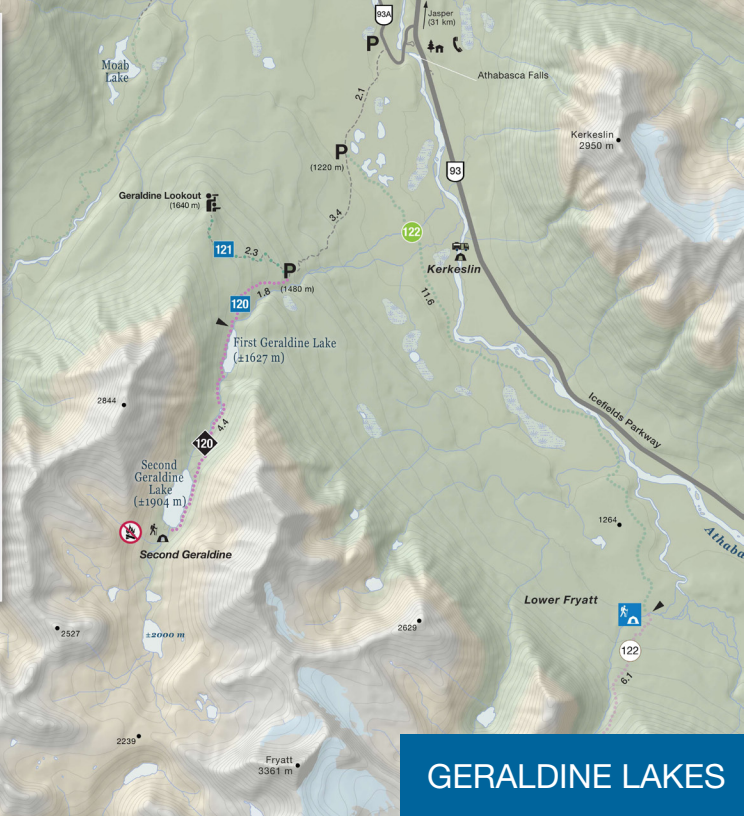 93A
Jasper
(31 km)
P
Athabasca Falls
Moab
Lake
2.1
Kerkeslin
2950 m
P
(1220 m)
93
Geraldine Lookout
(1640 m)
3.4
122
121
2.3
Kerkeslin
P
(1480 m)
1.8
120
11.6
First Geraldine Lake
(±1627 m)
2844
Icefields Parkway
4.4
120
Second
Geraldine
Lake
(±1904 m)
1264
Athaba
Second Geraldine
Lower Fryatt
2527
±2000 m
2629
122
6.1
2239
Fryatt
3361 m
GERALDINE LAKES